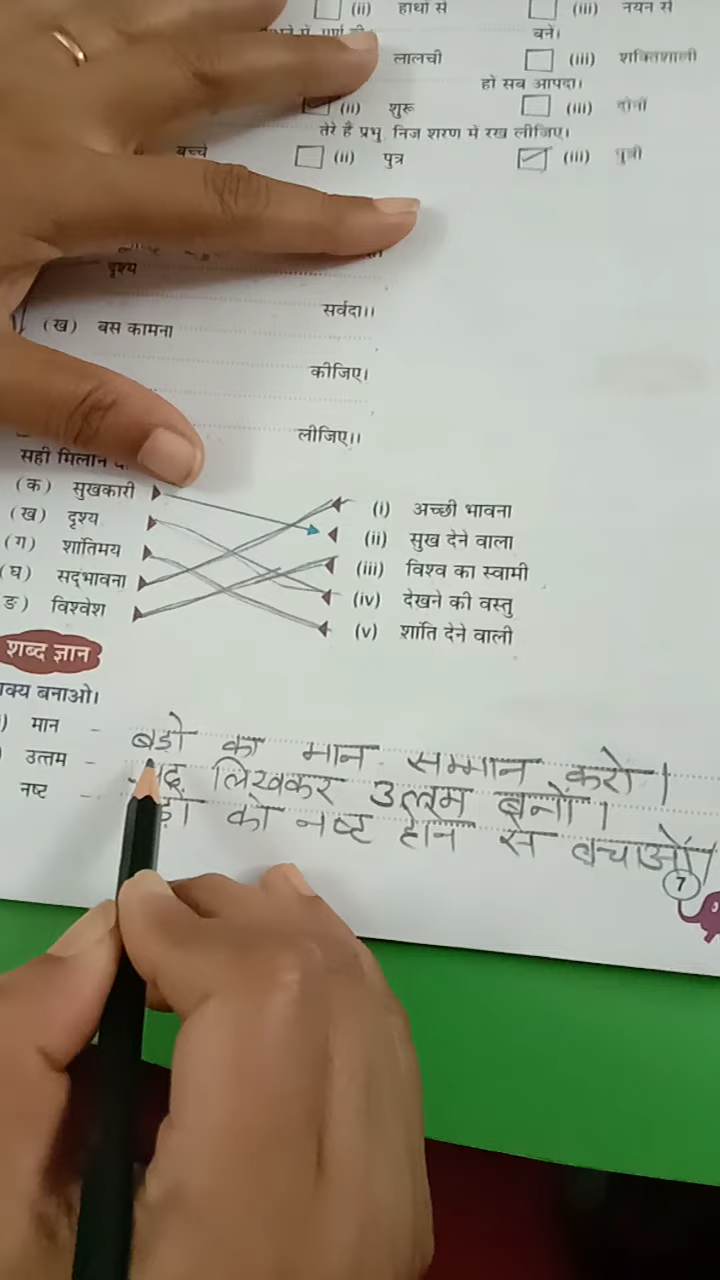 (ii) हाथों से (iii) नयन से
बने।
लालची (iii) शक्तिशाली
हो सब आपदा।
(ii) शुरू (iii) दोनों
तेरे हैं प्रभु, निज शरण में रख लीजिए।
बच्चे (ii) पुत्र (iii) पुत्री
दृश्य
सर्वदा।।
(ख) बस कामना
कीजिए।
लीजिए।।
सही मिलान
(क) सुखकारी (i) अच्छी भावना
(ख) दृश्य (ii) सुख देने वाला
(ग) शांतिमय (iii) विश्व का स्वामी
(घ) सद्भावना (iv) देखने की वस्तु
ङ) विश्वेश (v) शांति देने वाली
शब्द ज्ञान
ाक्य बनाओ।
) मान - बड़ो का मान सम्मान करो।
उत्तम - लिखकर उत्तम बनों।
नष्ट - को नष्ट होने से बचाओं।
7